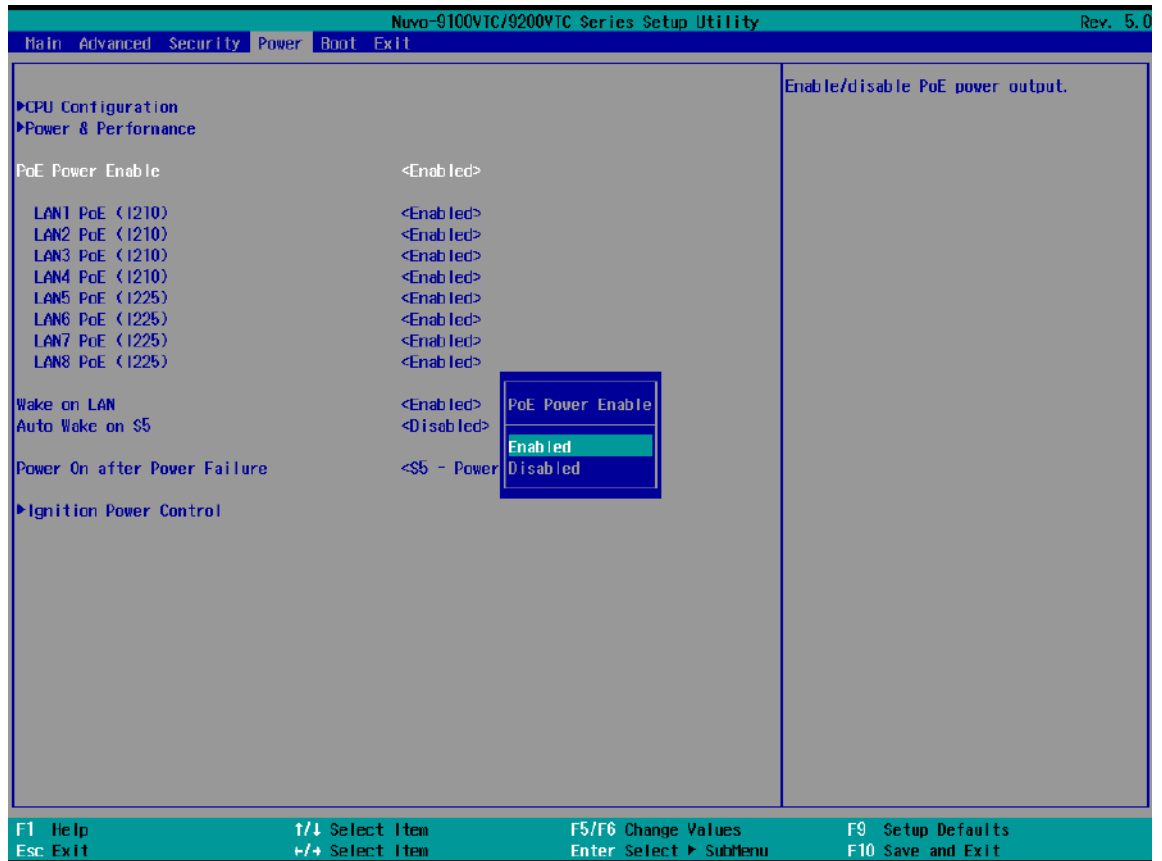 Nuvo-9100VTC/9200VTC Series Setup Utility Rev. 5.0
Main Advanced Security Power Boot Exit
Enable/disable PoE power output.
▶CPU Configuration
▶Power & Performance
PoE Power Enable <Enabled>
LAN1 PoE (I210) <Enabled>
LAN2 PoE (I210) <Enabled>
LAN3 PoE (I210) <Enabled>
LAN4 PoE (I210) <Enabled>
LAN5 PoE (I225) <Enabled>
LAN6 PoE (I225) <Enabled>
LAN7 PoE (I225) <Enabled>
LAN8 PoE (I225) <Enabled>
Wake on LAN <Enabled>
Auto Wake on S5 <Disabled>
Power On after Power Failure <S5 - Power
▶Ignition Power Control
PoE Power Enable
Enabled
Disabled
F1 Help ↑/↓ Select Item F5/F6 Change Values F9 Setup Defaults
Esc Exit ←/→ Select Item Enter Select ▶ SubMenu F10 Save and Exit